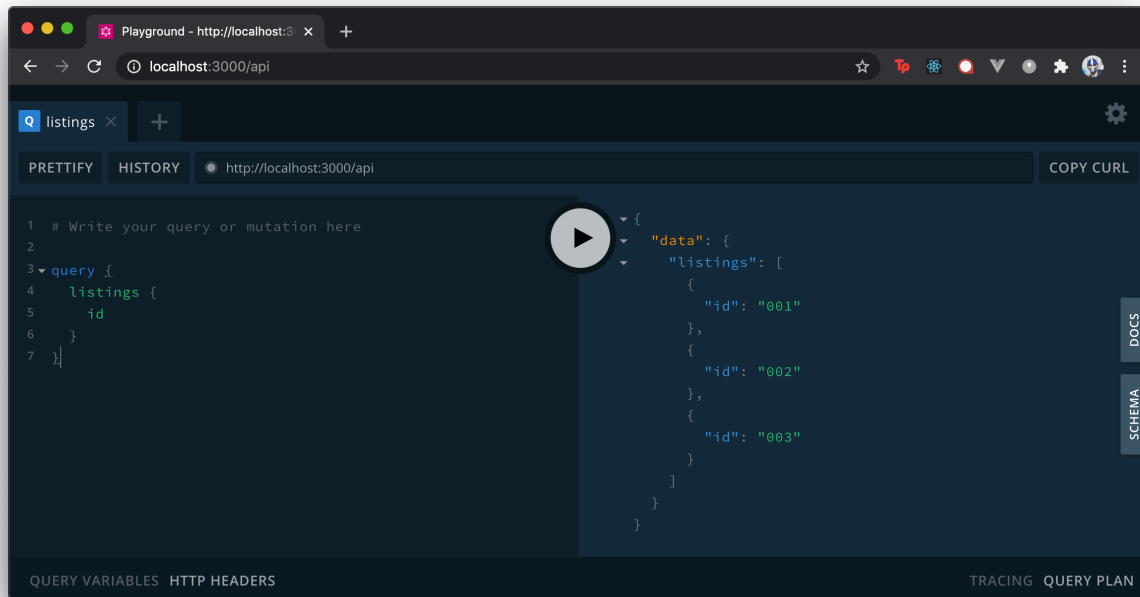 Playground - http://localhost:3
localhost:3000/api
Tp
Q listings
PRETTIFY HISTORY http://localhost:3000/api COPY CURL
1 # Write your query or mutation here
2
3 query {
4 listings {
5 id
6 }
7 }
{
"data": {
"listings": [
{
"id": "001"
},
{
"id": "002"
},
{
"id": "003"
}
]
}
}
DOCS
SCHEMA
QUERY VARIABLES HTTP HEADERS
TRACING QUERY PLAN